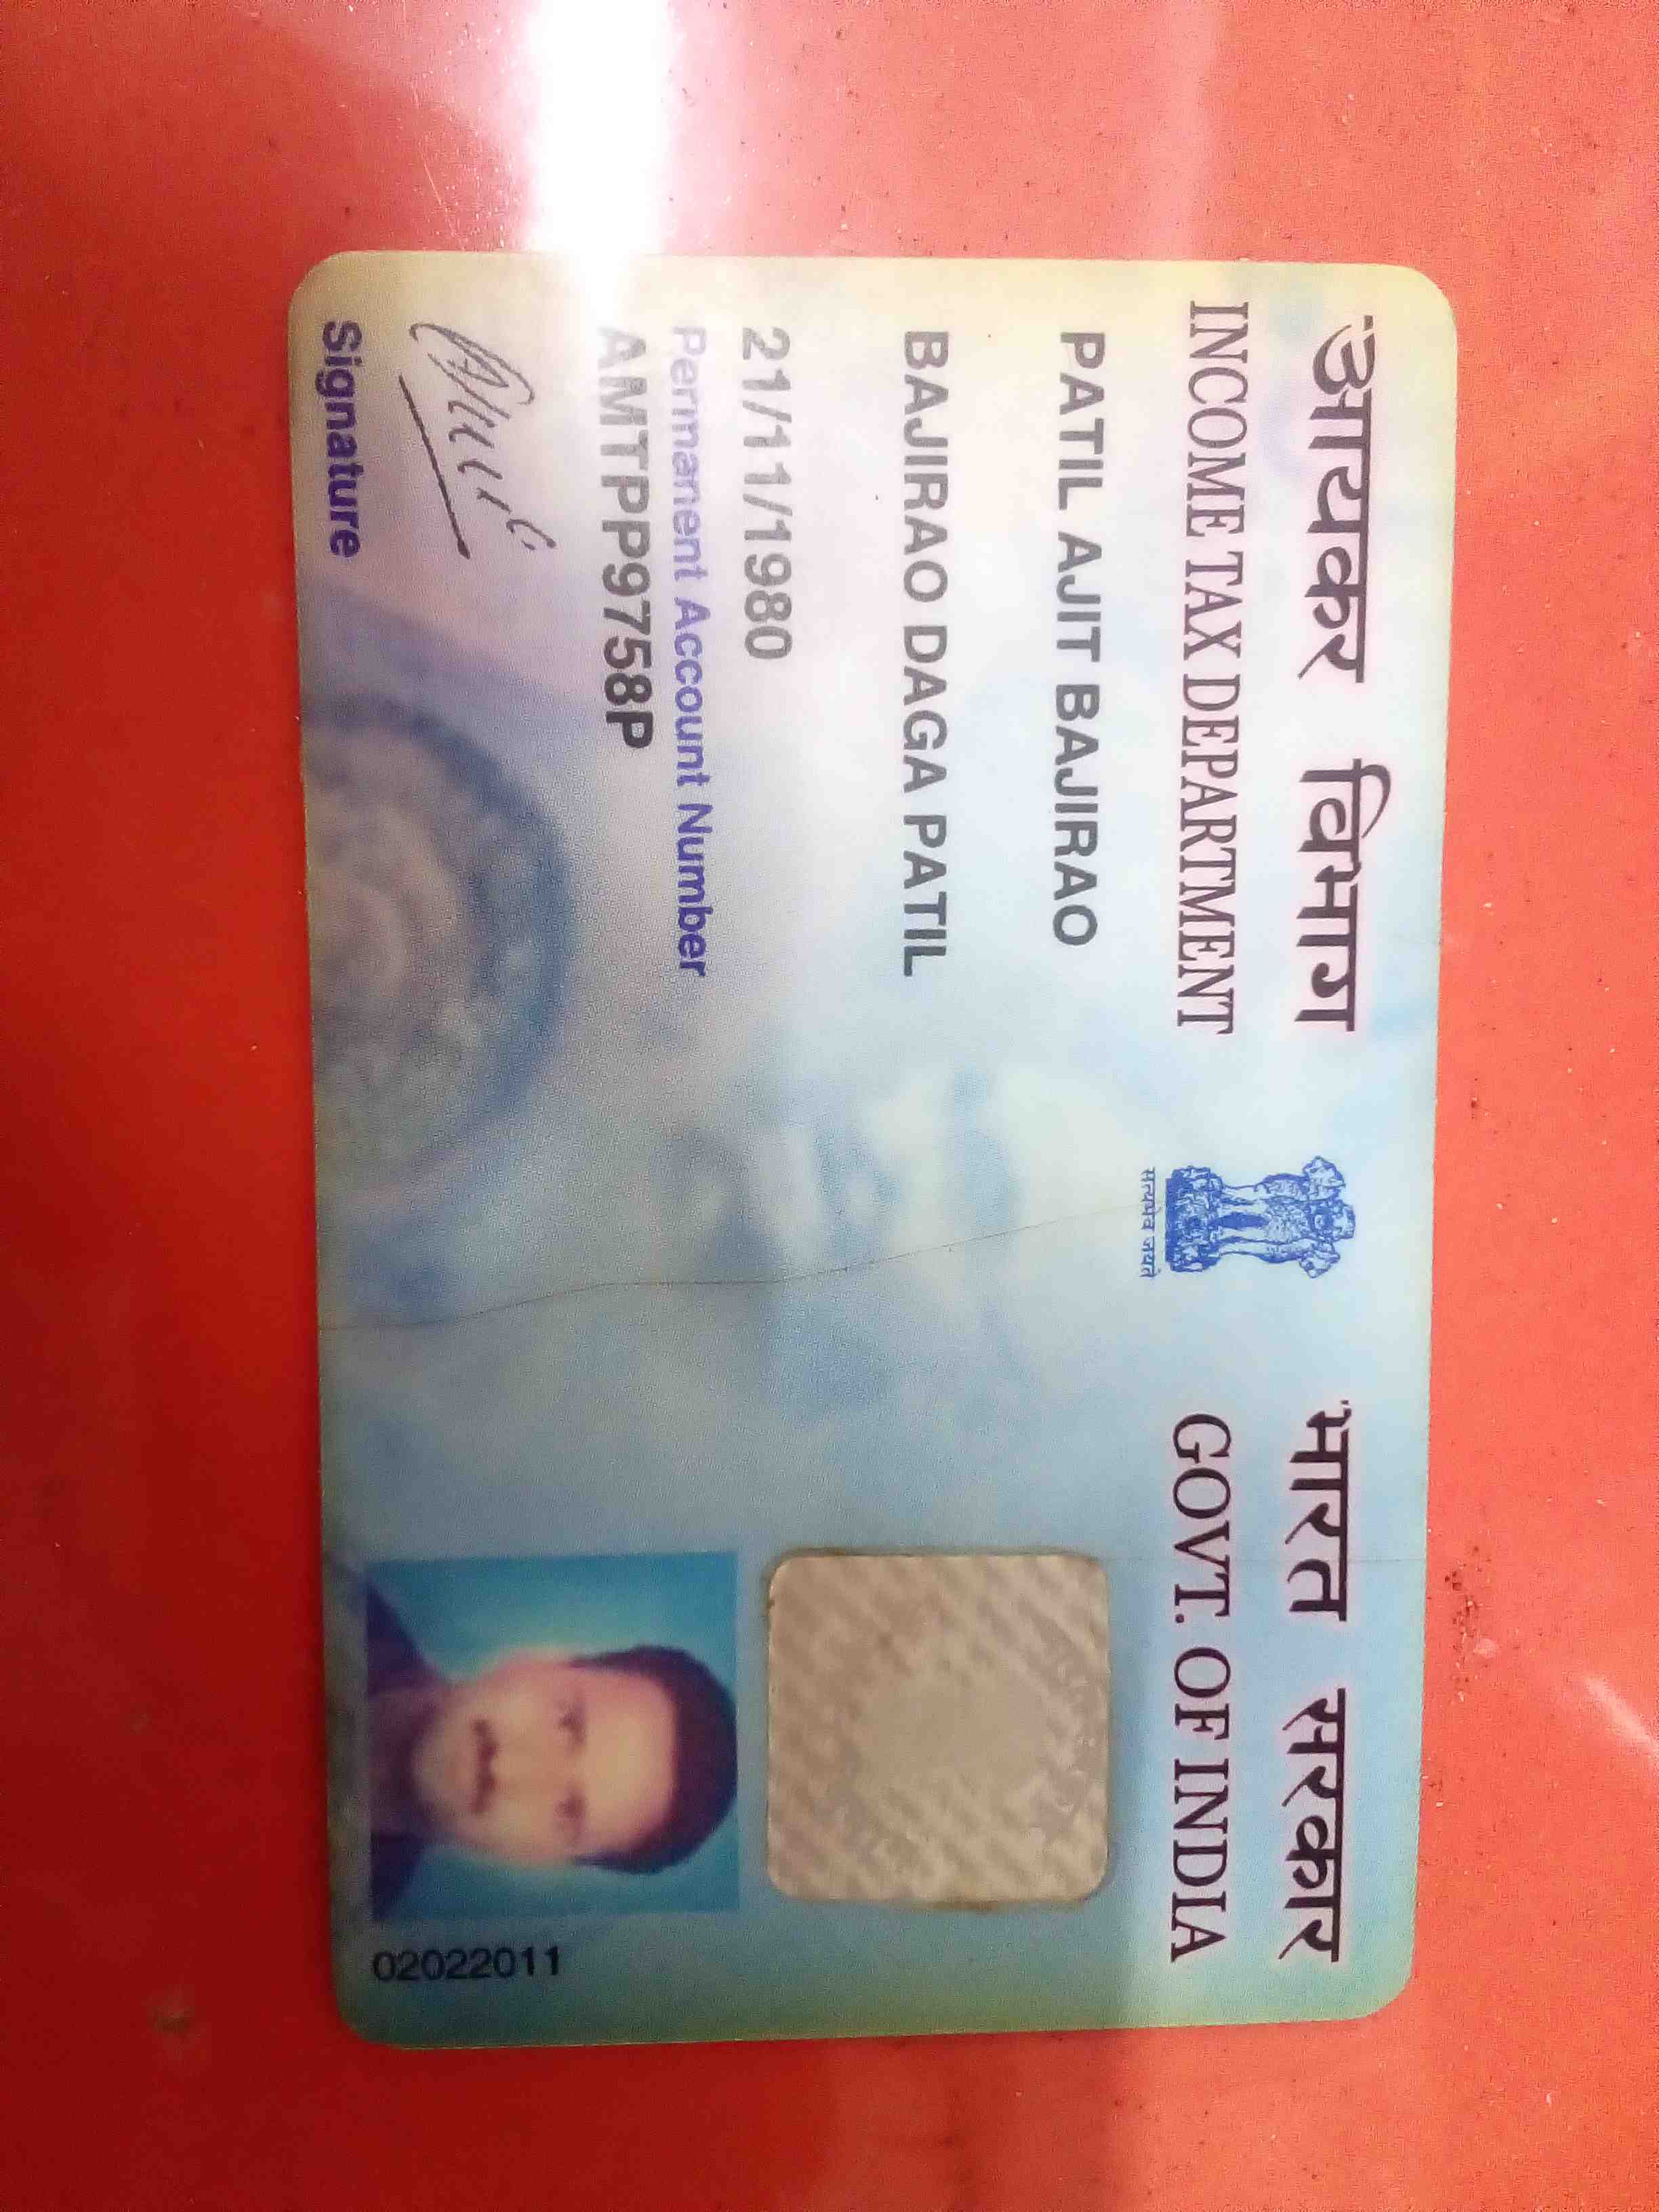 आयकर विभाग
INCOME TAX DEPARTMENT
सत्यमेव जयते
भारत सरकार
GOVT. OF INDIA
PATIL AJIT BAJIRAO
BAJIRAO DAGA PATIL
21/11/1980
Permanent Account Number
AMTPP9758P
Signature
02022011